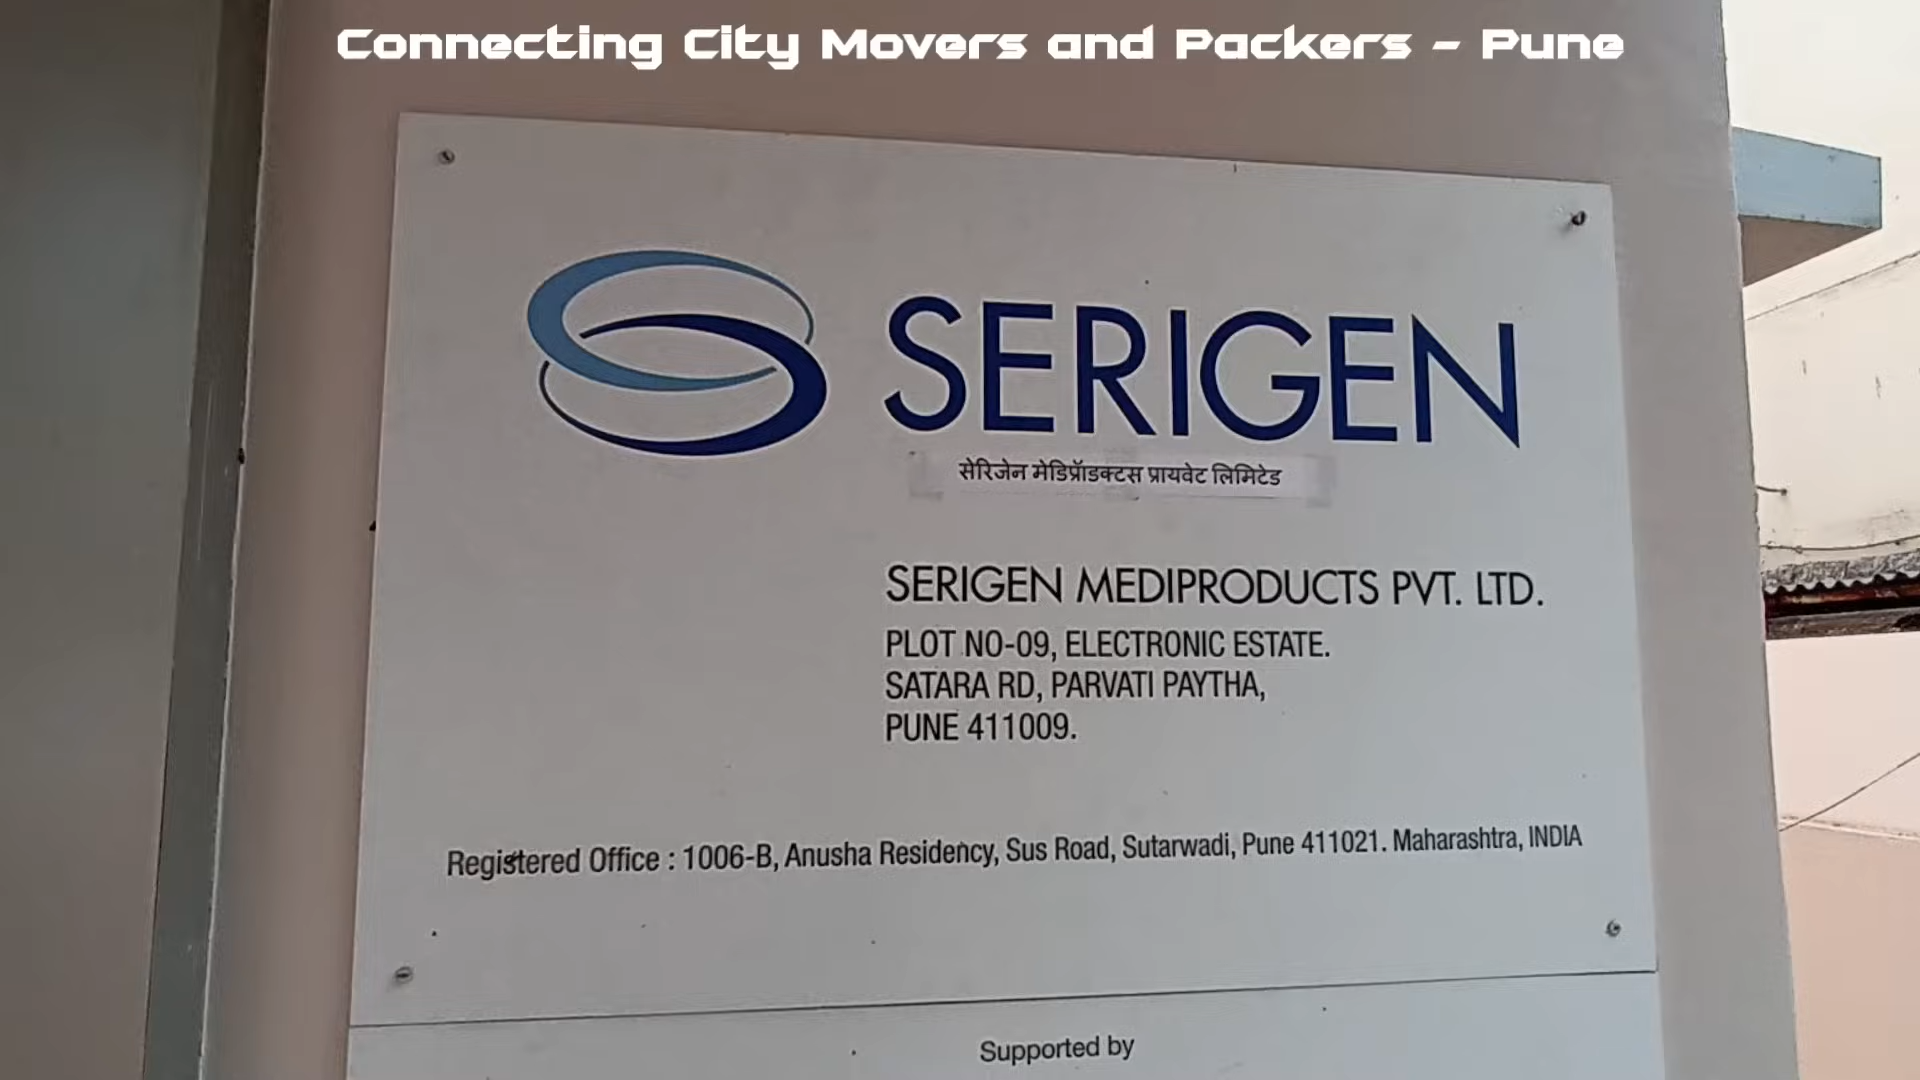 Connecting City Movers and Packers - Pune
SERIGEN
सेरिजेन मेडिप्रॉडक्टस प्रायवेट लिमिटेड
SERIGEN MEDIPRODUCTS PVT. LTD.
PLOT NO-09, ELECTRONIC ESTATE.
SATARA RD, PARVATI PAYTHA,
PUNE 411009.
Registered Office : 1006-B, Anusha Residency, Sus Road, Sutarwadi, Pune 411021. Maharashtra, INDIA
Supported by